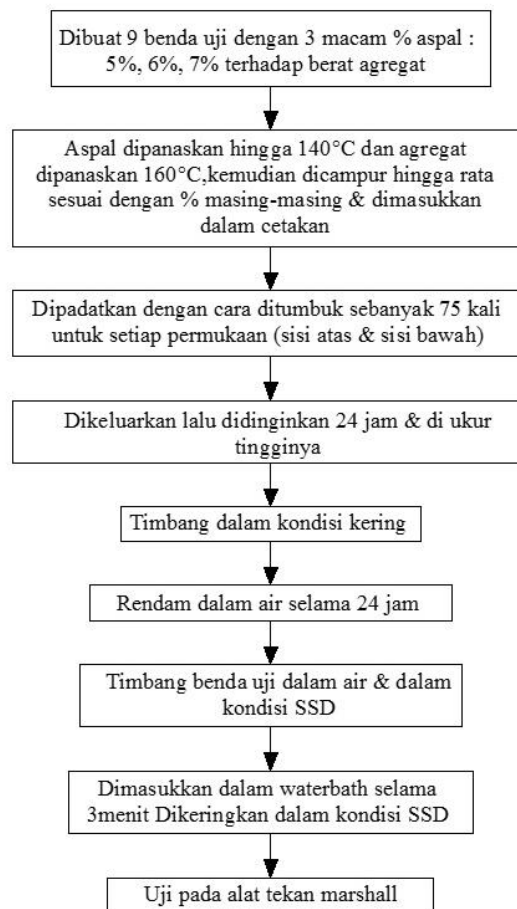 Dibuat 9 benda uji dengan 3 macam % aspal :
5%, 6%, 7% terhadap berat agregat
Aspal dipanaskan hingga 140°C dan agregat
dipanaskan 160°C,kemudian dicampur hingga rata
sesuai dengan % masing-masing & dimasukkan
dalam cetakan
Dipadatkan dengan cara ditumbuk sebanyak 75 kali
untuk setiap permukaan (sisi atas & sisi bawah)
Dikeluarkan lalu didinginkan 24 jam & di ukur
tingginya
Timbang dalam kondisi kering
Rendam dalam air selama 24 jam
Timbang benda uji dalam air & dalam
kondisi SSD
Dimasukkan dalam waterbath selama
3menit Dikeringkan dalam kondisi SSD
Uji pada alat tekan marshall